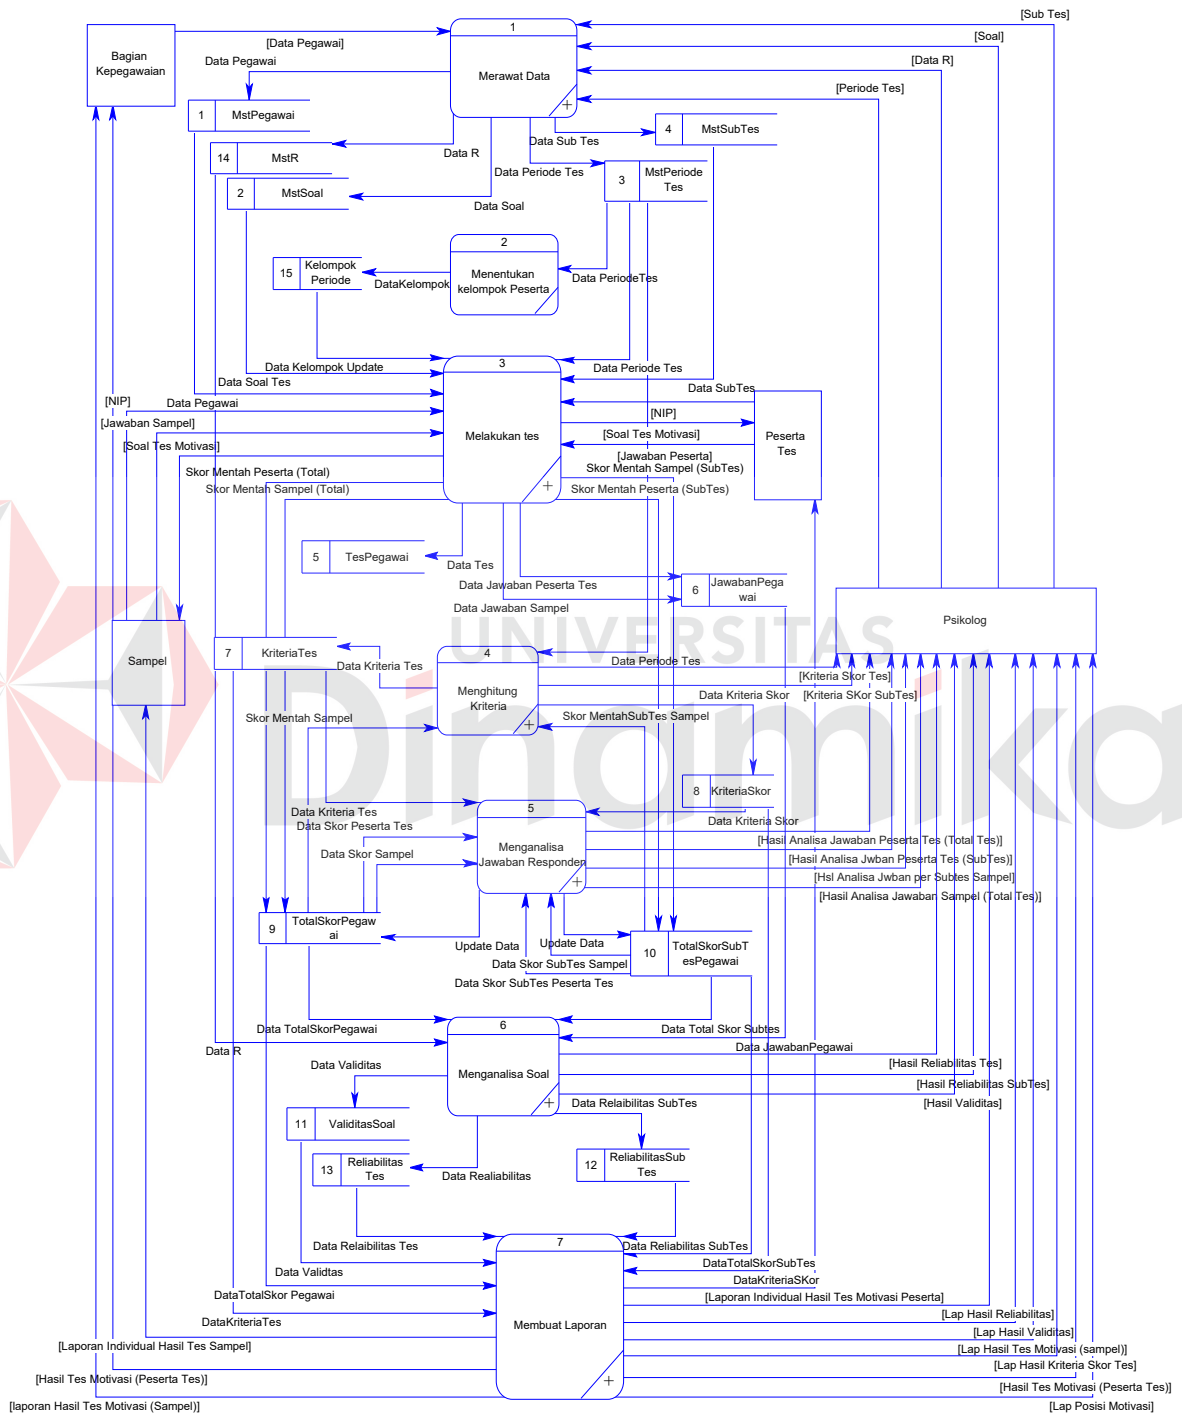 [Sub Tes]
1
[Soal]
[Data Pegawai]
Bagian
Kepegawaian
Data Pegawai
[Data R]
Merawat Data
[Periode Tes]
1
MstPegawai
4
MstSubTes
Data Sub Tes
14
MstR
Data R
Data Periode Tes
3
MstPeriode
Tes
2
MstSoal
Data Soal
2
15
Kelompok
Periode
Menentukan
kelompok Peserta
DataKelompok
Data PeriodeTes
3
Data Kelompok Update
Data Periode Tes
Data Soal Tes
Data SubTes
[NIP]
Data Pegawai
[NIP]
[Jawaban Sampel]
[Soal Tes Motivasi]
Melakukan tes
[Soal Tes Motivasi]
Peserta
Tes
[Jawaban Peserta]
Skor Mentah Peserta (Total)
Skor Mentah Sampel (SubTes)
Skor Mentah Sampel (Total)
Skor Mentah Peserta (SubTes)
5
TesPegawai
Data Tes
Data Jawaban Peserta Tes
6
JawabanPega
wai
Data Jawaban Sampel
Psikolog
UNIVERSITAS
Dinamika
Sampel
7
KriteriaTes
4
Data Kriteria Tes
Data Periode Tes
[Kriteria Skor Tes]
Menghitung
Kriteria
Data Kriteria Skor
[Kriteria SKor SubTes]
Skor Mentah Sampel
Skor MentahSubTes Sampel
8
KriteriaSkor
5
Data Kriteria Tes
Data Kriteria Skor
Data Skor Peserta Tes
[Hasil Analisa Jawaban Peserta Tes (Total Tes)]
Menganalisa
Jawaban Responden
Data Skor Sampel
[Hasil Analisa Jwban Peserta Tes (SubTes)]
[Hsl Analisa Jwban per Subtes Sampel]
[Hasil Analisa Jawaban Sampel (Total Tes)]
9
TotalSkorPegaw
ai
Update Data
Update Data
10
TotalSkorSubT
esPegawai
Data Skor SubTes Sampel
Data Skor SubTes Peserta Tes
6
Data TotalSkorPegawai
Data Total Skor Subtes
Data R
Data JawabanPegawai
Data Validitas
[Hasil Reliabilitas Tes]
Menganalisa Soal
[Hasil Reliabilitas SubTes]
[Hasil Validitas]
Data Relaibilitas SubTes
11
ValiditasSoal
13
Reliabilitas
Tes
Data Realiabilitas
12
ReliabilitasSub
Tes
7
Data Relaibilitas Tes
Data Reliabilitas SubTes
Data Validtas
DataTotalSkorSubTes
DataKriteriaSKor
DataTotalSkor Pegawai
[Laporan Individual Hasil Tes Motivasi Peserta]
DataKriteriaTes
[Lap Hasil Reliabilitas]
Membuat Laporan
[Lap Hasil Validitas]
[Laporan Individual Hasil Tes Sampel]
[Lap Hasil Tes Motivasi (sampel)]
[Lap Hasil Kriteria Skor Tes]
[Hasil Tes Motivasi (Peserta Tes)]
[Hasil Tes Motivasi (Peserta Tes)]
[laporan Hasil Tes Motivasi (Sampel)]
[Lap Posisi Motivasi]